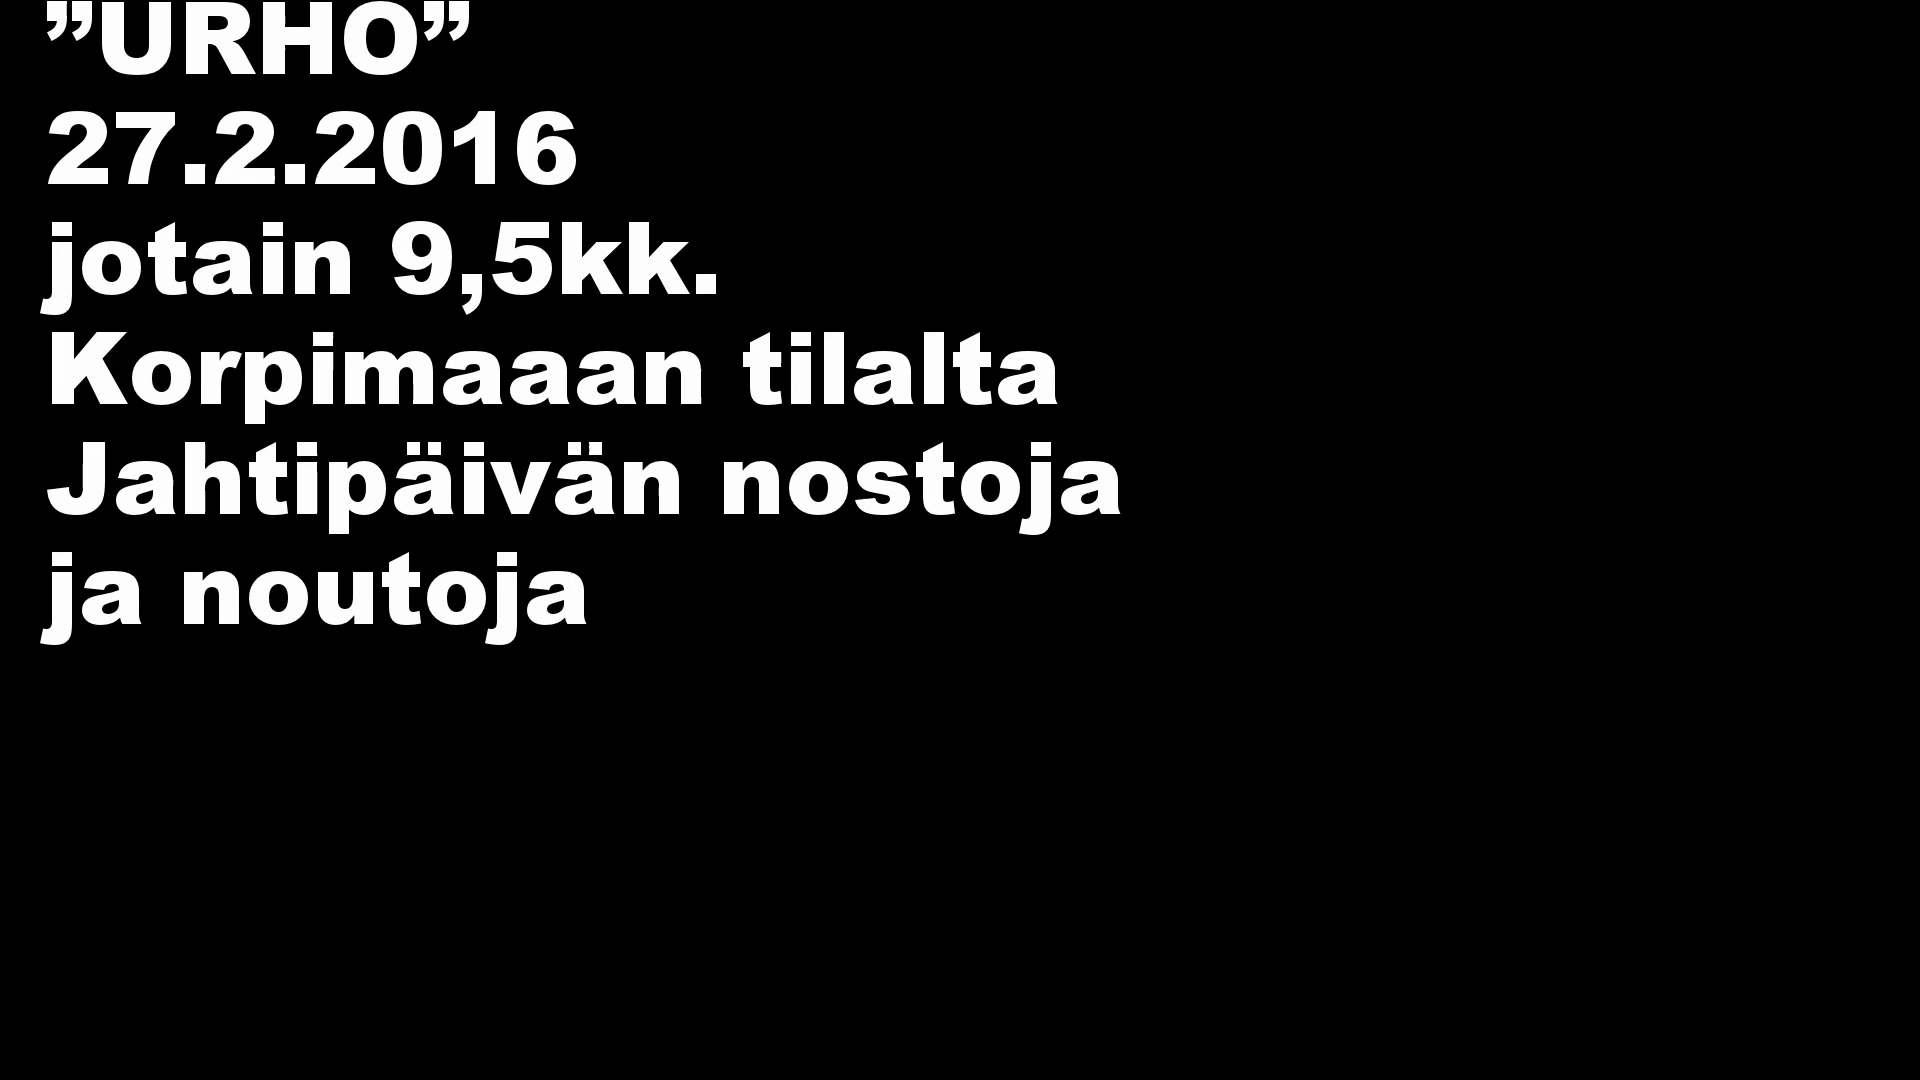 ”URHO”
27.2.2016
jotain 9,5kk.
Korpimaaan tilalta
Jahtipäivän nostoja
ja noutoja